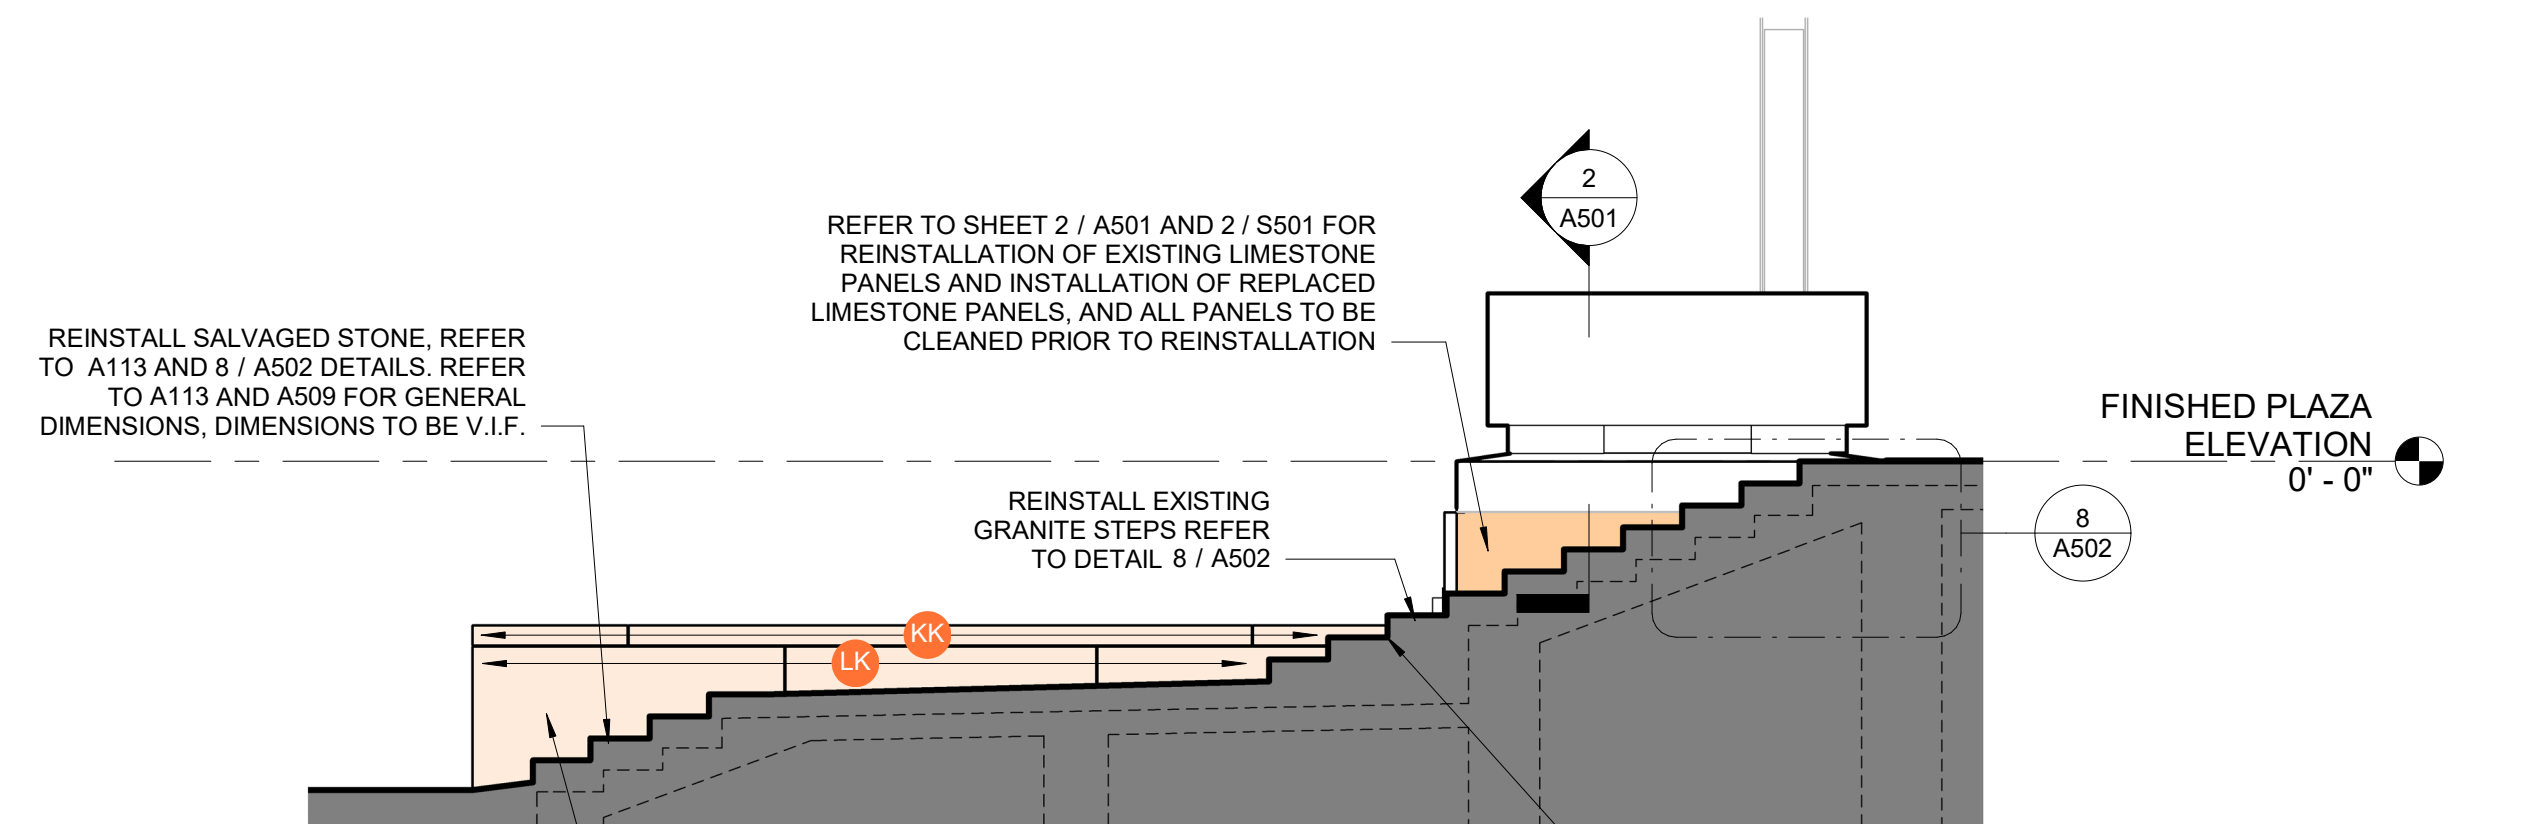 2
A501
REFER TO SHEET 2 / A501 AND 2 / S501 FOR
REINSTALLATION OF EXISTING LIMESTONE
PANELS AND INSTALLATION OF REPLACED
LIMESTONE PANELS, AND ALL PANELS TO BE
CLEANED PRIOR TO REINSTALLATION
REINSTALL SALVAGED STONE, REFER
TO A113 AND 8 / A502 DETAILS. REFER
TO A113 AND A509 FOR GENERAL
DIMENSIONS, DIMENSIONS TO BE V.I.F.
FINISHED PLAZA
ELEVATION
0' - 0"
REINSTALL EXISTING
GRANITE STEPS REFER
TO DETAIL 8 / A502
8
A502
KK
LK